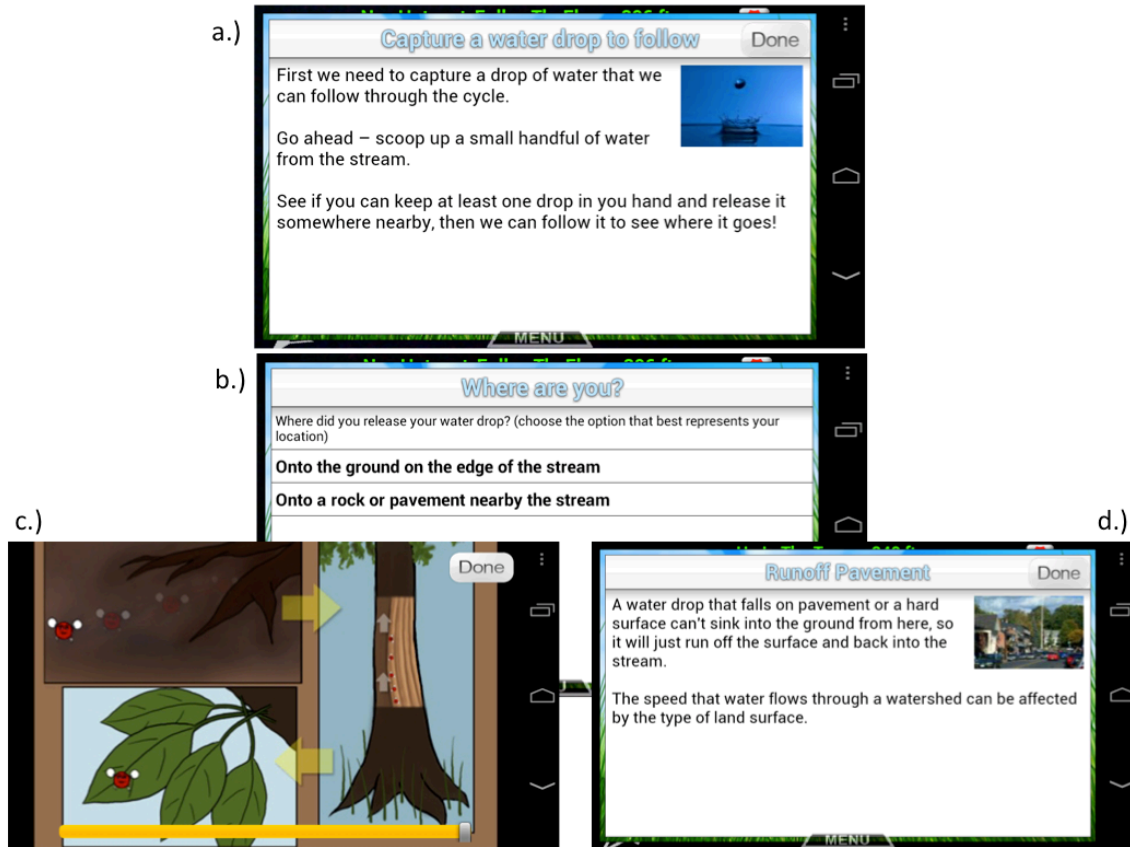 a.)
Capture a water drop to follow
Done
First we need to capture a drop of water that we
can follow through the cycle.
Go ahead – scoop up a small handful of water
from the stream.
See if you can keep at least one drop in you hand and release it
somewhere nearby, then we can follow it to see where it goes!
MENU
b.)
Where are you?
Where did you release your water drop? (choose the option that best represents your
location)
Onto the ground on the edge of the stream
Onto a rock or pavement nearby the stream
c.)
Done
d.)
Runoff Pavement
Done
A water drop that falls on pavement or a hard
surface can't sink into the ground from here, so
it will just run off the surface and back into the
stream.
The speed that water flows through a watershed can be affected
by the type of land surface.
MENU